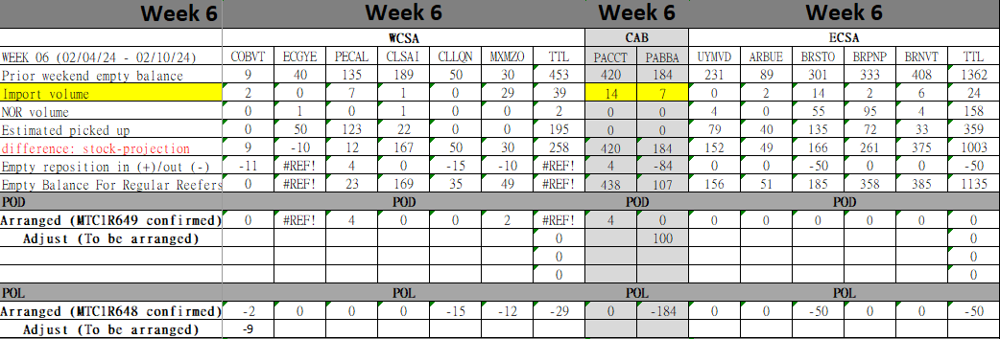 Week 6 Week 6 Week 6 Week 6
WCSA CAB ECSA
WEEK 06 (02/04/24 - 02/10/24) COBVT ECGYE PECAL CLSAI CLLQN MXMZO TTL PACCT PABBA UYMVD ARBUE BRSTO BRPNP BRNVT TTL
Prior weekend empty balance 9 40 135 189 50 30 453 420 184 231 89 301 333 408 1362
Import volume 2 0 7 1 0 29 39 14 7 0 2 14 2 6 24
NOR volume 0 1 0 1 0 0 2 0 0 4 0 55 95 4 158
Estimated picked up 0 50 123 22 0 0 195 0 0 79 40 135 72 33 359
difference: stock-projection 9 -10 12 167 50 30 258 420 184 152 49 166 261 375 1003
Empty reposition in (+)/out (-) -11 #REF! 4 0 -15 -10 #REF! 4 -84 0 0 -50 0 0 -50
Empty Balance For Regular Reefers 0 #REF! 23 169 35 49 #REF! 438 107 156 51 185 358 385 1135
POD POD POD POD
Arranged (MTC1R649 confirmed) 0 #REF! 4 0 0 2 #REF! 4 0 0 0 0 0 0 0
Adjust (To be arranged) 0 100 0
0 0
0 0
POL POL POL POL
Arranged (MTC1R648 confirmed) -2 0 0 0 -15 -12 -29 0 -184 0 0 -50 0 0 -50
Adjust (To be arranged) -9